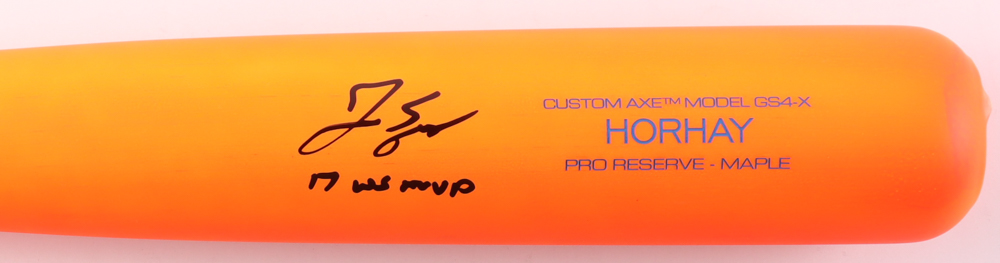 CUSTOM AXE™ MODEL GS4-X
HORHAY
PRO RESERVE - MAPLE
17 WS MVP